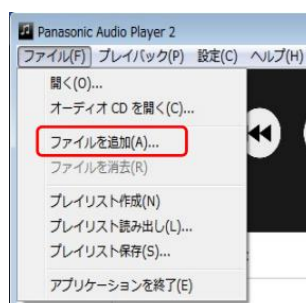 Panasonic Audio Player 2
ファイル(F) プレイバック(P) 設定(C) ヘルプ(H)
開く(O)...
オーディオ CD を開く(C)...
ファイルを追加(A)...
ファイルを消去(R)
プレイリスト作成(N)
プレイリスト読み出し(L)...
プレイリスト保存(S)...
アプリケーションを終了(E)